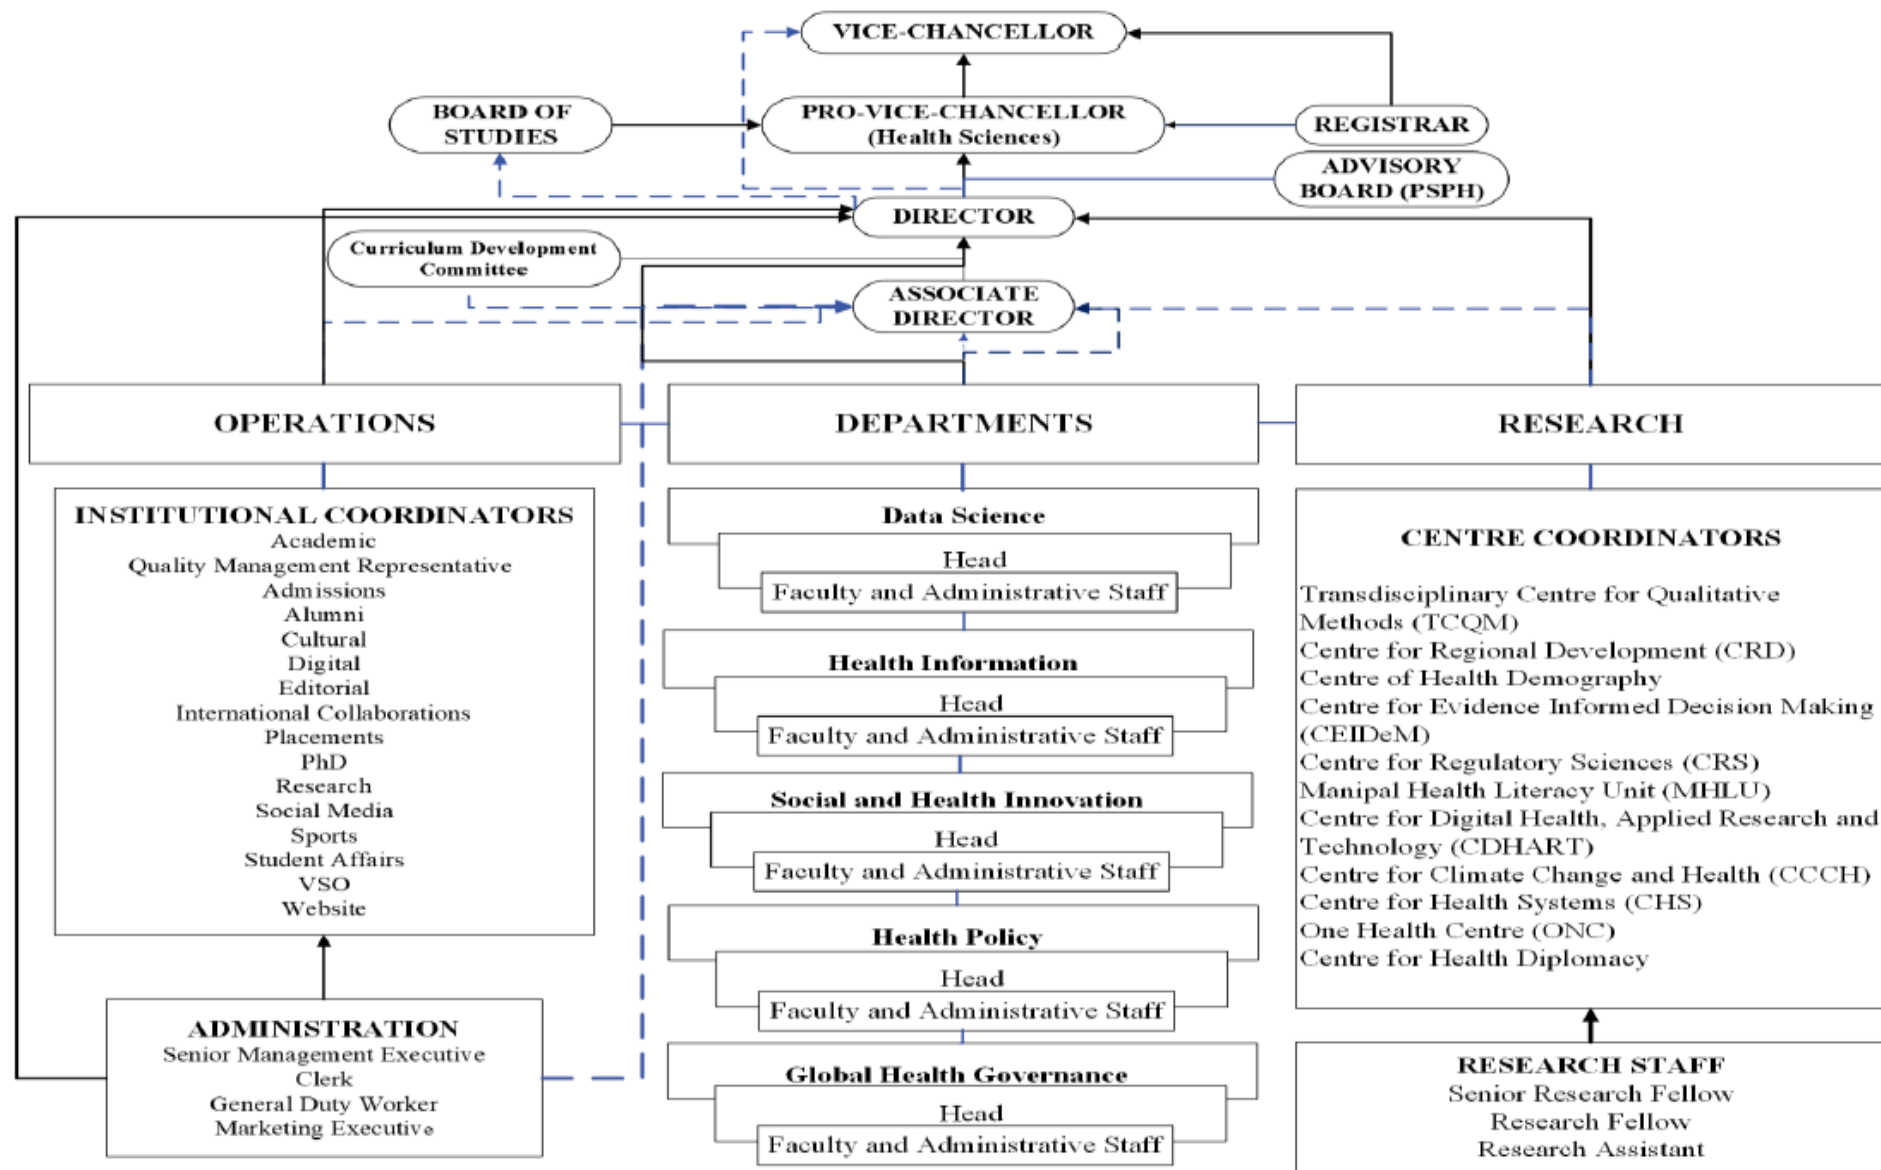 VICE-CHANCELLOR
BOARD OF
STUDIES
PRO-VICE-CHANCELLOR
(Health Sciences)
REGISTRAR
ADVISORY
BOARD (PSPH)
DIRECTOR
Curriculum Development
Committee
ASSOCIATE
DIRECTOR
OPERATIONS
DEPARTMENTS
RESEARCH
INSTITUTIONAL COORDINATORS
Academic
Quality Management Representative
Admissions
Alumni
Cultural
Digital
Editorial
International Collaborations
Placements
PhD
Research
Social Media
Sports
Student Affairs
VSO
Website
ADMINISTRATION
Senior Management Executive
Clerk
General Duty Worker
Marketing Executive
Data Science
Head
Faculty and Administrative Staff
Health Information
Head
Faculty and Administrative Staff
Social and Health Innovation
Head
Faculty and Administrative Staff
Health Policy
Head
Faculty and Administrative Staff
Global Health Governance
Head
Faculty and Administrative Staff
CENTRE COORDINATORS
Transdisciplinary Centre for Qualitative
Methods (TCQM)
Centre for Regional Development (CRD)
Centre of Health Demography
Centre for Evidence Informed Decision Making
(CEIDeM)
Centre for Regulatory Sciences (CRS)
Manipal Health Literacy Unit (MHLU)
Centre for Digital Health, Applied Research and
Technology (CDHART)
Centre for Climate Change and Health (CCCH)
Centre for Health Systems (CHS)
One Health Centre (ONC)
Centre for Health Diplomacy
RESEARCH STAFF
Senior Research Fellow
Research Fellow
Research Assistant